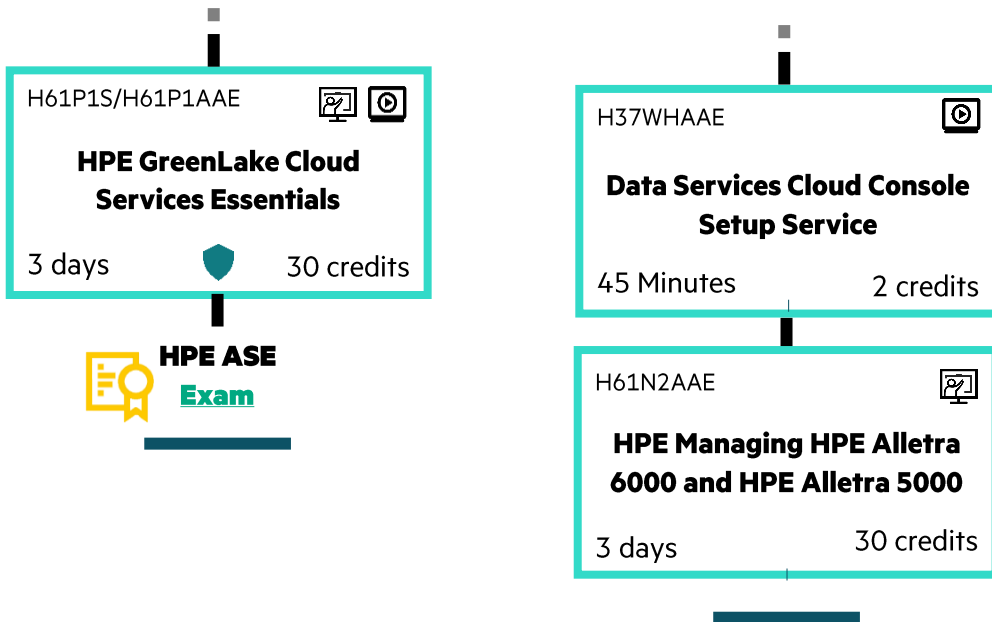 H61P1S/H61P1AAE
HPE GreenLake Cloud
Services Essentials
3 days
30 credits
HPE ASE
Exam
H37WHAAE
Data Services Cloud Console
Setup Service
45 Minutes
2 credits
H61N2AAE
HPE Managing HPE Alletra
6000 and HPE Alletra 5000
3 days
30 credits